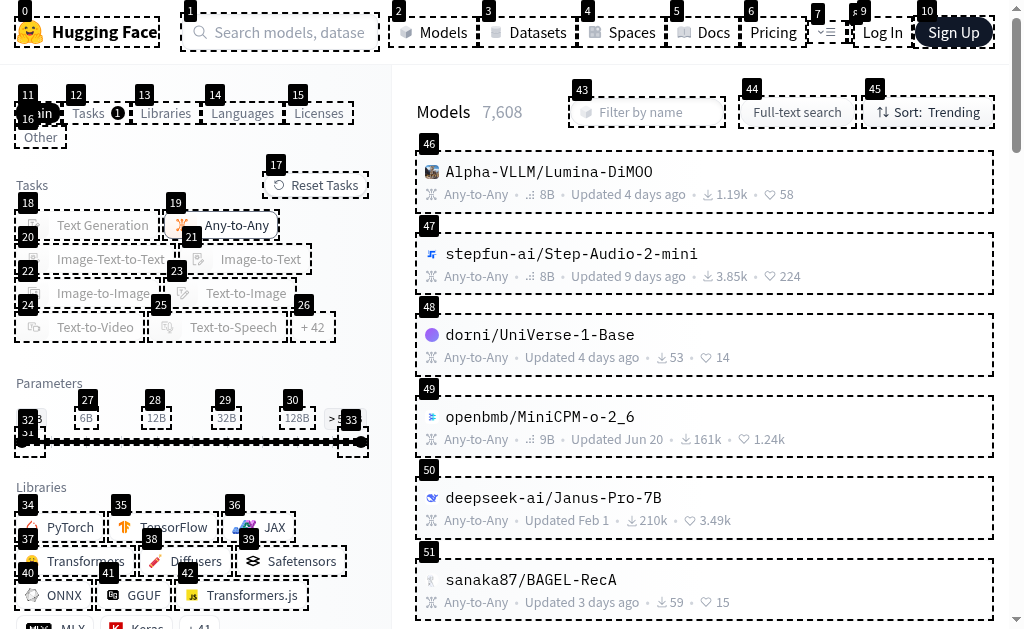 0 1 2 3 4 5 6 7 9 10
Hugging Face Search models, datase Models Datasets Spaces Docs Pricing Log In Sign Up
11 12 13 14 15
Tasks 1 Libraries Languages Licenses
16
Other
17
Tasks Reset Tasks
18 19
Text Generation Any-to-Any
20 21
Image-Text-to-Text Image-to-Text
22 23
Image-to-Image Text-to-Image
24 25 26
Text-to-Video Text-to-Speech + 42
Parameters
27 28 29 30
6B 12B 32B 128B >
32 33
31
Libraries
34 35 36
PyTorch TensorFlow JAX
37 38 39
Transformers Diffusers Safetensors
40 41 42
ONNX GGUF Transformers.js
MLX Keras + 41
43 44 45
Models 7,608 Filter by name Full-text search Sort: Trending
46
Alpha-VLLM/Lumina-DiMOO
Any-to-Any • 8B • Updated 4 days ago • 1.19k • 58
47
stepfun-ai/Step-Audio-2-mini
Any-to-Any • 8B • Updated 9 days ago • 3.85k • 224
48
dorni/UniVerse-1-Base
Any-to-Any • Updated 4 days ago • 53 • 14
49
openbmb/MiniCPM-o-2_6
Any-to-Any • 9B • Updated Jun 20 • 161k • 1.24k
50
deepseek-ai/Janus-Pro-7B
Any-to-Any • Updated Feb 1 • 210k • 3.49k
51
sanaka87/BAGEL-RecA
Any-to-Any • Updated 3 days ago • 59 • 15